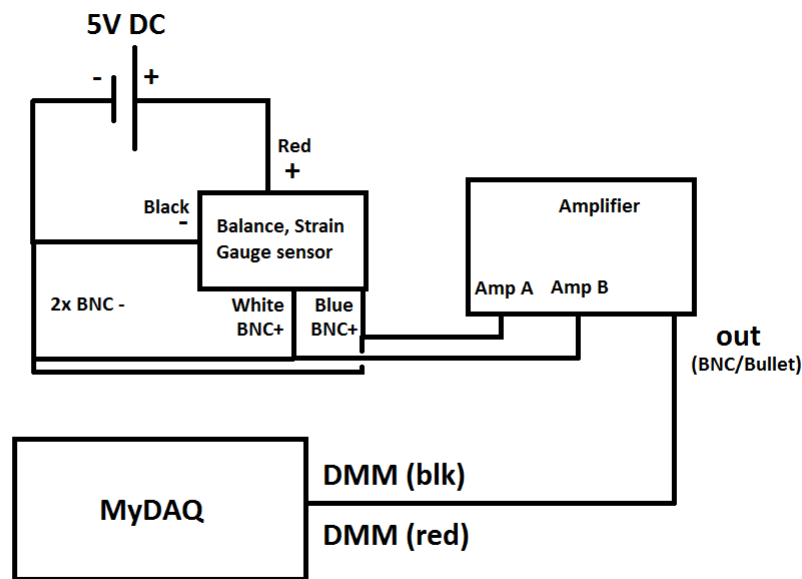 5V DC
- +
Red
+
Black
-
Balance, Strain
Gauge sensor
Amplifier
Amp A Amp B
2x BNC -
White
BNC+
Blue
BNC+
out
(BNC/Bullet)
DMM (blk)
MyDAQ
DMM (red)